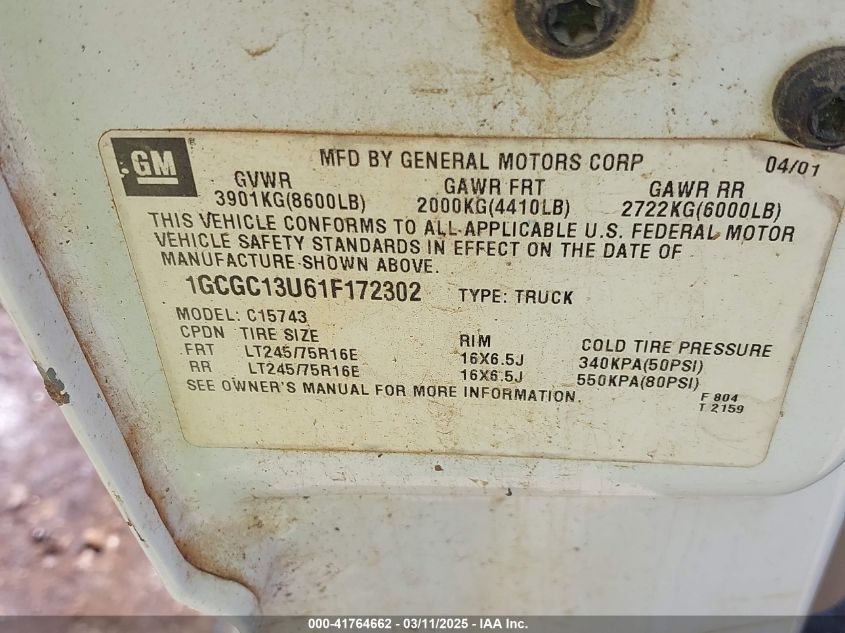 GM
MFD BY GENERAL MOTORS CORP 04/01
GVWR GAWR FRT GAWR RR
3901KG(8600LB) 2000KG(4410LB) 2722KG(6000LB)
THIS VEHICLE CONFORMS TO ALL APPLICABLE U.S. FEDERAL MOTOR
VEHICLE SAFETY STANDARDS IN EFFECT ON THE DATE OF
MANUFACTURE SHOWN ABOVE.
1GCGC13U61F172302 TYPE: TRUCK
MODEL: C15743
CPDN TIRE SIZE RIM COLD TIRE PRESSURE
FRT LT245/75R16E 16X6.5J 340KPA(50PSI)
RR LT245/75R16E 16X6.5J 550KPA(80PSI)
SEE OWNER'S MANUAL FOR MORE INFORMATION.
F 804
T 2159
000-41764662 - 03/11/2025 - IAA Inc.